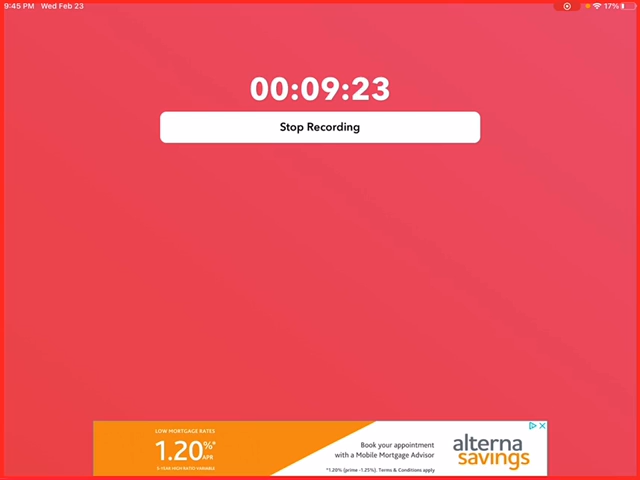 9:45 PM Wed Feb 23
17%
00:09:23
Stop Recording
LOW MORTGAGE RATES
1.20%*
APR
5-YEAR HIGH RATIO VARIABLE
Book your appointment
with a Mobile Mortgage Advisor
*1.20% (prime -1.25%). Terms & Conditions apply
alterna
savings